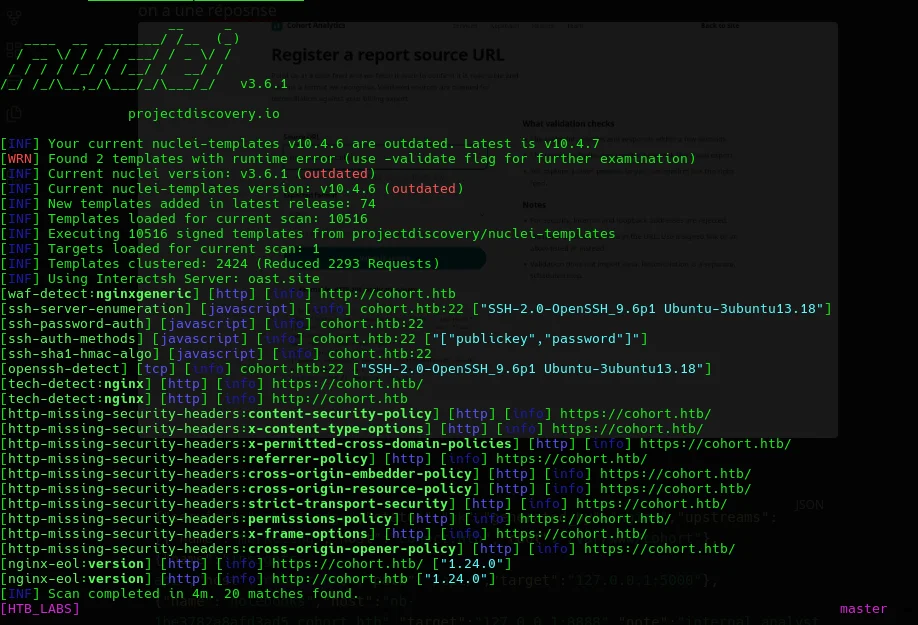 on a une réposnse
v3.6.1
projectdiscovery.io
Cohort Analytics
Register a report source URL
What validation checks
Notes
[INF] Your current nuclei-templates v10.4.6 are outdated. Latest is v10.4.7
[WRN] Found 2 templates with runtime error (use -validate flag for further examination)
[INF] Current nuclei version: v3.6.1 (outdated)
[INF] Current nuclei-templates version: v10.4.6 (outdated)
[INF] New templates added in latest release: 74
[INF] Templates loaded for current scan: 10516
[INF] Executing 10516 signed templates from projectdiscovery/nuclei-templates
[INF] Targets loaded for current scan: 1
[INF] Templates clustered: 2424 (Reduced 2293 Requests)
[INF] Using Interactsh Server: oast.site
[waf-detect:nginxgeneric] [http] [info] http://cohort.htb
[ssh-server-enumeration] [javascript] [info] cohort.htb:22 ["SSH-2.0-OpenSSH_9.6p1 Ubuntu-3ubuntu13.18"]
[ssh-password-auth] [javascript] [info] cohort.htb:22
[ssh-auth-methods] [javascript] [info] cohort.htb:22 ["["publickey","password"]"]
[ssh-sha1-hmac-algo] [javascript] [info] cohort.htb:22
[openssh-detect] [tcp] [info] cohort.htb:22 ["SSH-2.0-OpenSSH_9.6p1 Ubuntu-3ubuntu13.18"]
[tech-detect:nginx] [http] [info] https://cohort.htb/
[tech-detect:nginx] [http] [info] http://cohort.htb
[http-missing-security-headers:content-security-policy] [http] [info] https://cohort.htb/
[http-missing-security-headers:x-content-type-options] [http] [info] https://cohort.htb/
[http-missing-security-headers:x-permitted-cross-domain-policies] [http] [info] https://cohort.htb/
[http-missing-security-headers:referrer-policy] [http] [info] https://cohort.htb/
[http-missing-security-headers:cross-origin-embedder-policy] [http] [info] https://cohort.htb/
[http-missing-security-headers:cross-origin-resource-policy] [http] [info] https://cohort.htb/
[http-missing-security-headers:strict-transport-security] [http] [info] https://cohort.htb/
[http-missing-security-headers:permissions-policy] [http] [info] https://cohort.htb/
[http-missing-security-headers:x-frame-options] [http] [info] https://cohort.htb/
[http-missing-security-headers:cross-origin-opener-policy] [http] [info] https://cohort.htb/
[nginx-eol:version] [http] [info] https://cohort.htb/ ["1.24.0"]
[nginx-eol:version] [http] [info] http://cohort.htb ["1.24.0"]
[INF] Scan completed in 4m. 20 matches found.
[HTB_LABS] master
JSON